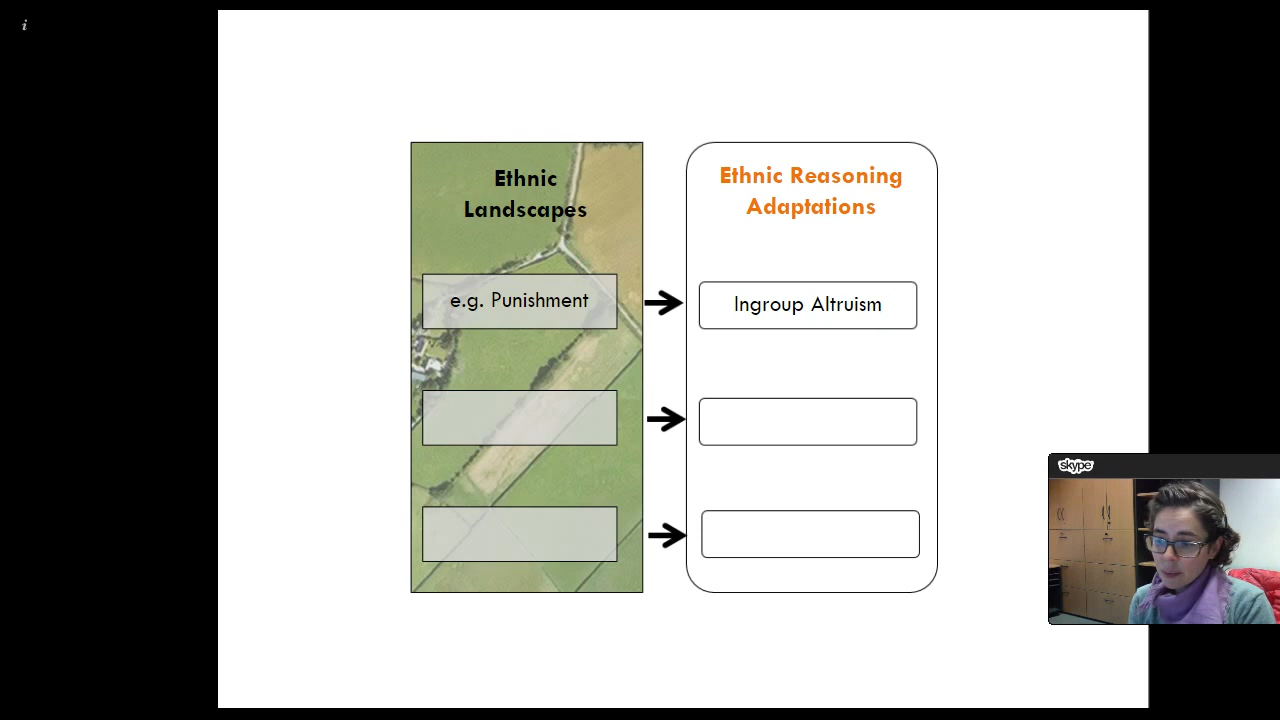 i
Ethnic
Landscapes
Ethnic Reasoning
Adaptations
e.g. Punishment
Ingroup Altruism
skype